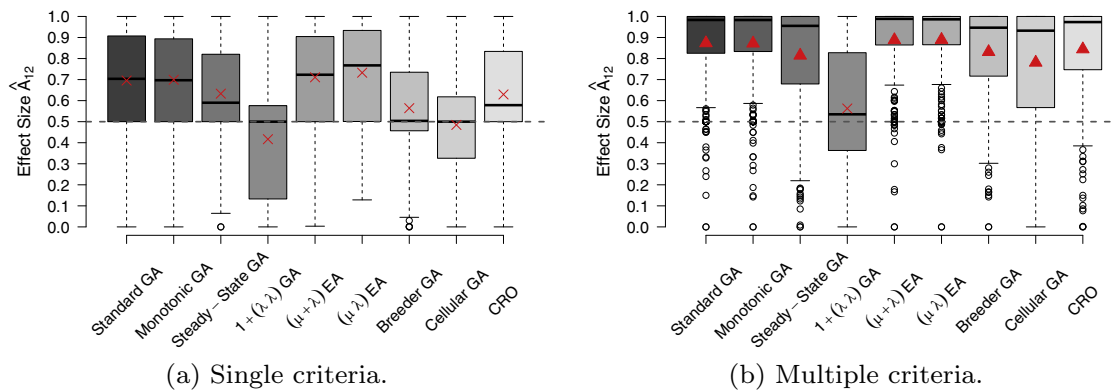 Effect Size Â12
1.0
0.9
0.8
0.7
0.6
0.5
0.4
0.3
0.2
0.1
0.0
Standard GA
Monotonic GA
Steady − State GA
1 + (λ, λ) GA
(μ + λ) EA
(μ, λ) EA
Breeder GA
Cellular GA
CRO
(a) Single criteria.
Effect Size Â12
1.0
0.9
0.8
0.7
0.6
0.5
0.4
0.3
0.2
0.1
0.0
Standard GA
Monotonic GA
Steady − State GA
1 + (λ, λ) GA
(μ + λ) EA
(μ, λ) EA
Breeder GA
Cellular GA
CRO
(b) Multiple criteria.